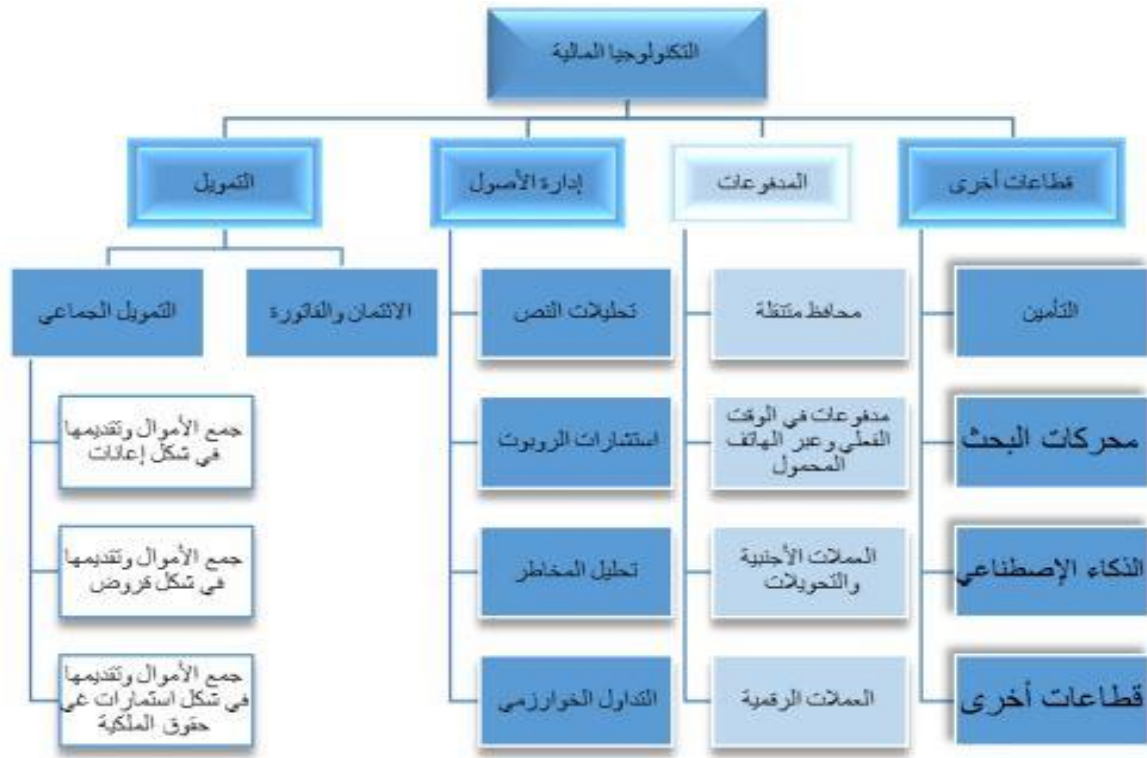 التكنولوجيا المالية
قطاعات أخرى
المدفوعات
إدارة الأصول
التمويل
التأمين
محركات البحث
الذكاء الإصطناعي
قطاعات أخرى
محافظ متنقلة
مدفوعات في الوقت
الفعلي وعبر الهاتف
المحمول
العملات الأجنبية
والتحويلات
العملات الرقمية
تحليلات النص
استشارات الروبوت
تحليل المخاطر
التداول الخوارزمي
الائتمان والفاتورة
التمويل الجماعي
جمع الأموال وتقديمها
في شكل إعانات
جمع الأموال وتقديمها
في شكل قروض
جمع الأموال وتقديمها
في شكل استمارات غي
حقوق الملكية